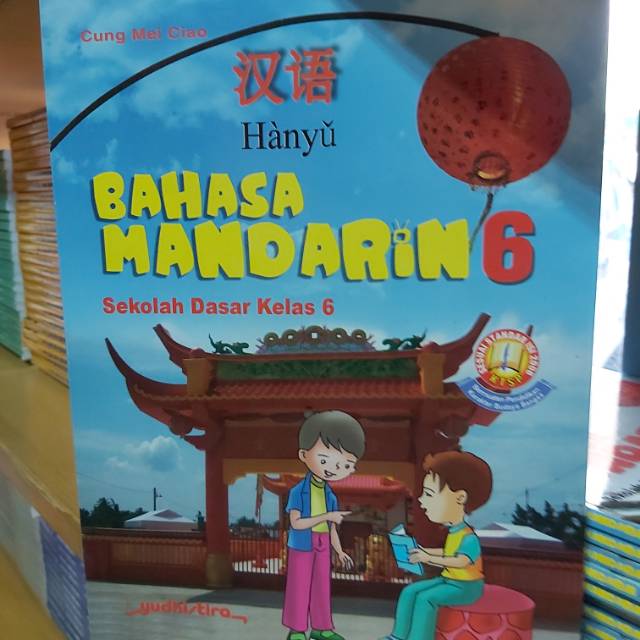 Cung Mei Ciao
汉语
Hànyǔ
BAHASA
MANDARIN 6
Sekolah Dasar Kelas 6
yudhistira